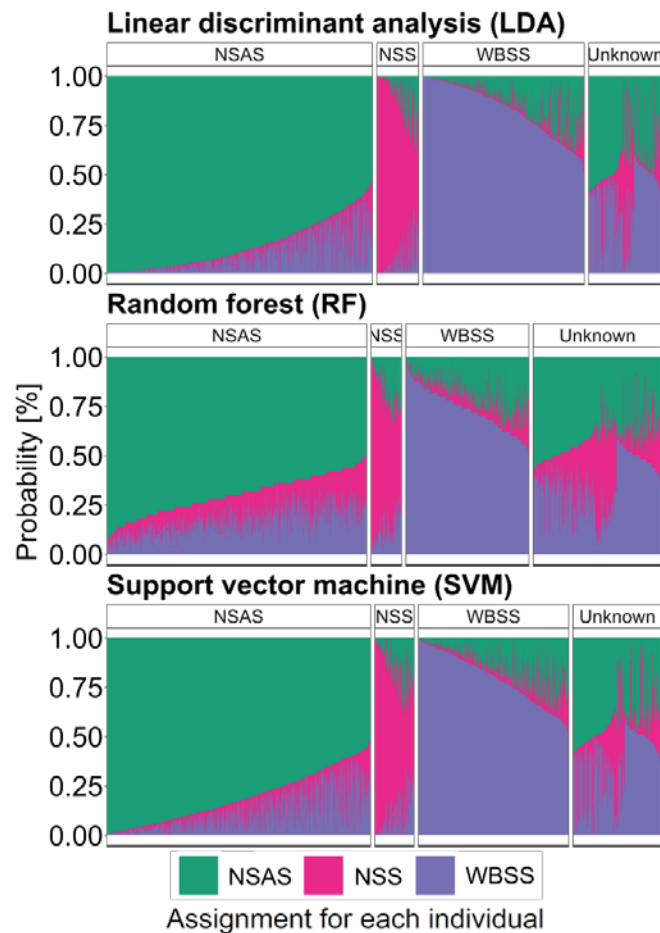 Linear discriminant analysis (LDA)
NSAS NSS WBSS Unknown
1.00
0.75
0.50
0.25
0.00
Random forest (RF)
NSAS NSS WBSS Unknown
1.00
0.75
0.50
0.25
0.00
Probability [%]
Support vector machine (SVM)
NSAS NSS WBSS Unknown
1.00
0.75
0.50
0.25
0.00
NSAS NSS WBSS
Assignment for each individual